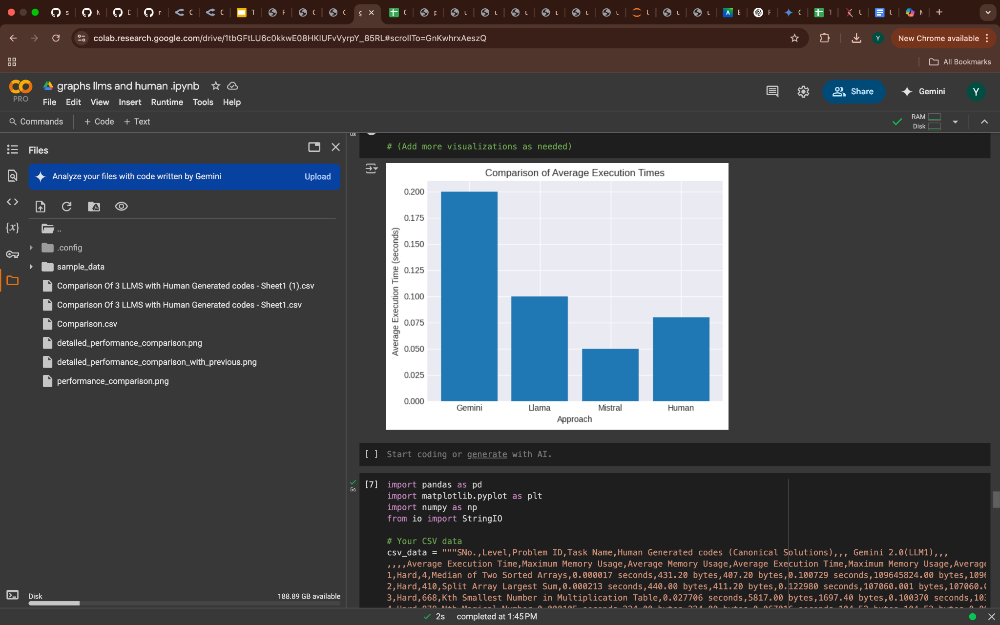 colab.research.google.com/drive/1tbGFtLU6c0kkwE08HKlUFvVyrpY_85RL#scrollTo=GnKwhrxAeszQ
New Chrome available
All Bookmarks
PRO
graphs llms and human .ipynb
File Edit View Insert Runtime Tools Help
Share
Gemini
Y
Commands
+ Code + Text
RAM
Disk
Files
Analyze your files with code written by Gemini
Upload
..
.config
sample_data
Comparison Of 3 LLMS with Human Generated codes - Sheet1 (1).csv
Comparison Of 3 LLMS with Human Generated codes - Sheet1.csv
Comparison.csv
detailed_performance_comparison.png
detailed_performance_comparison_with_previous.png
performance_comparison.png
Disk
188.89 GB available
0s
# (Add more visualizations as needed)
Comparison of Average Execution Times
Average Execution Time (seconds)
0.200
0.175
0.150
0.125
0.100
0.075
0.050
0.025
0.000
Gemini Llama Mistral Human
Approach
[ ] Start coding or generate with AI.
5s
[7] import pandas as pd
import matplotlib.pyplot as plt
import numpy as np
from io import StringIO
# Your CSV data
csv_data = """SNo.,Level,Problem ID,Task Name,Human Generated codes (Canonical Solutions),,, Gemini 2.0(LLM1),,,
,,,,Average Execution Time,Maximum Memory Usage,Average Memory Usage,Average Execution Time,Maximum Memory Usage,Average
1,Hard,4,Median of Two Sorted Arrays,0.000017 seconds,431.20 bytes,407.20 bytes,0.100729 seconds,109645824.00 bytes,
2,Hard,410,Split Array Largest Sum,0.000213 seconds,440.00 bytes,411.20 bytes,0.122980 seconds,107060.001 bytes,107060.
3,Hard,668,Kth Smallest Number in Multiplication Table,0.027706 seconds,5817.00 bytes,1697.40 bytes,0.100370 seconds,
2s completed at 1:45 PM